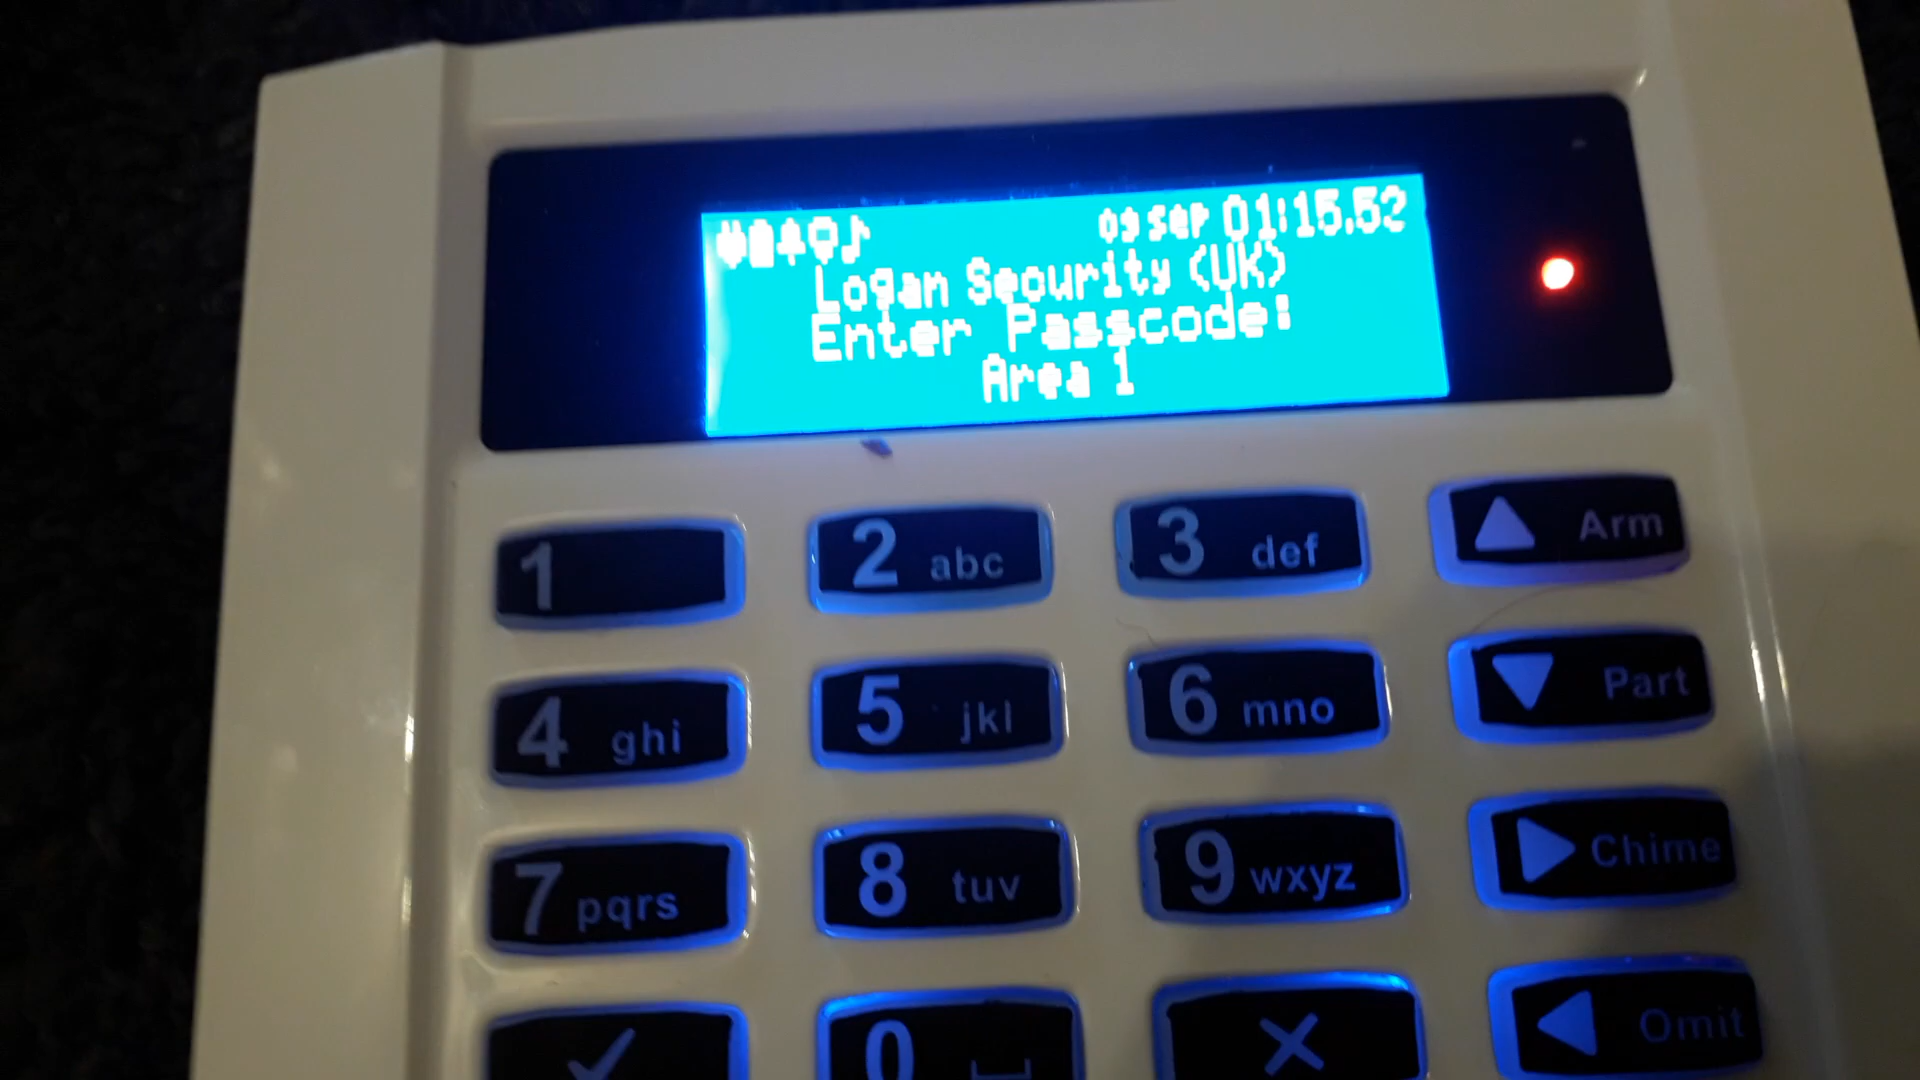 09 Sep 01:15.52
Logan Security (UK)
Enter Passcode:
Area 1
1 2 abc 3 def Arm
4 ghi 5 jkl 6 mno Part
7 pqrs 8 tuv 9 wxyz Chime
0 Omit